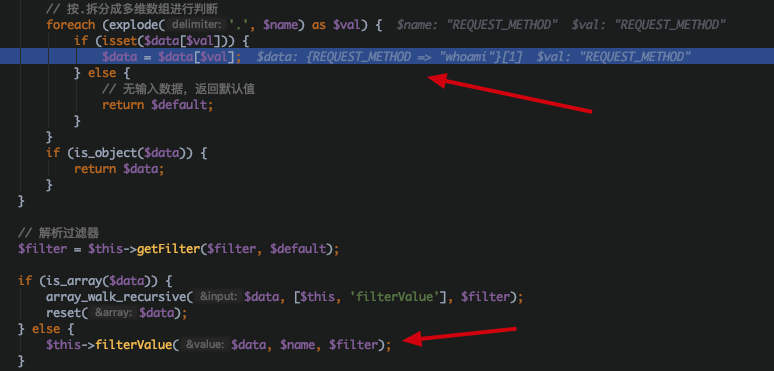 // 按.拆分成多维数组进行判断
foreach (explode( delimiter: '.', $name) as $val) {  $name: "REQUEST_METHOD"  $val: "REQUEST_METHOD"
if (isset($data[$val])) {
$data = $data[$val];  $data: {REQUEST_METHOD => "whoami"}[1]  $val: "REQUEST_METHOD"
} else {
// 无输入数据，返回默认值
return $default;
}
}
if (is_object($data)) {
return $data;
}
}
// 解析过滤器
$filter = $this->getFilter($filter, $default);
if (is_array($data)) {
array_walk_recursive( &input: $data, [$this, 'filterValue'], $filter);
reset( &array: $data);
} else {
$this->filterValue( &value: $data, $name, $filter);
}